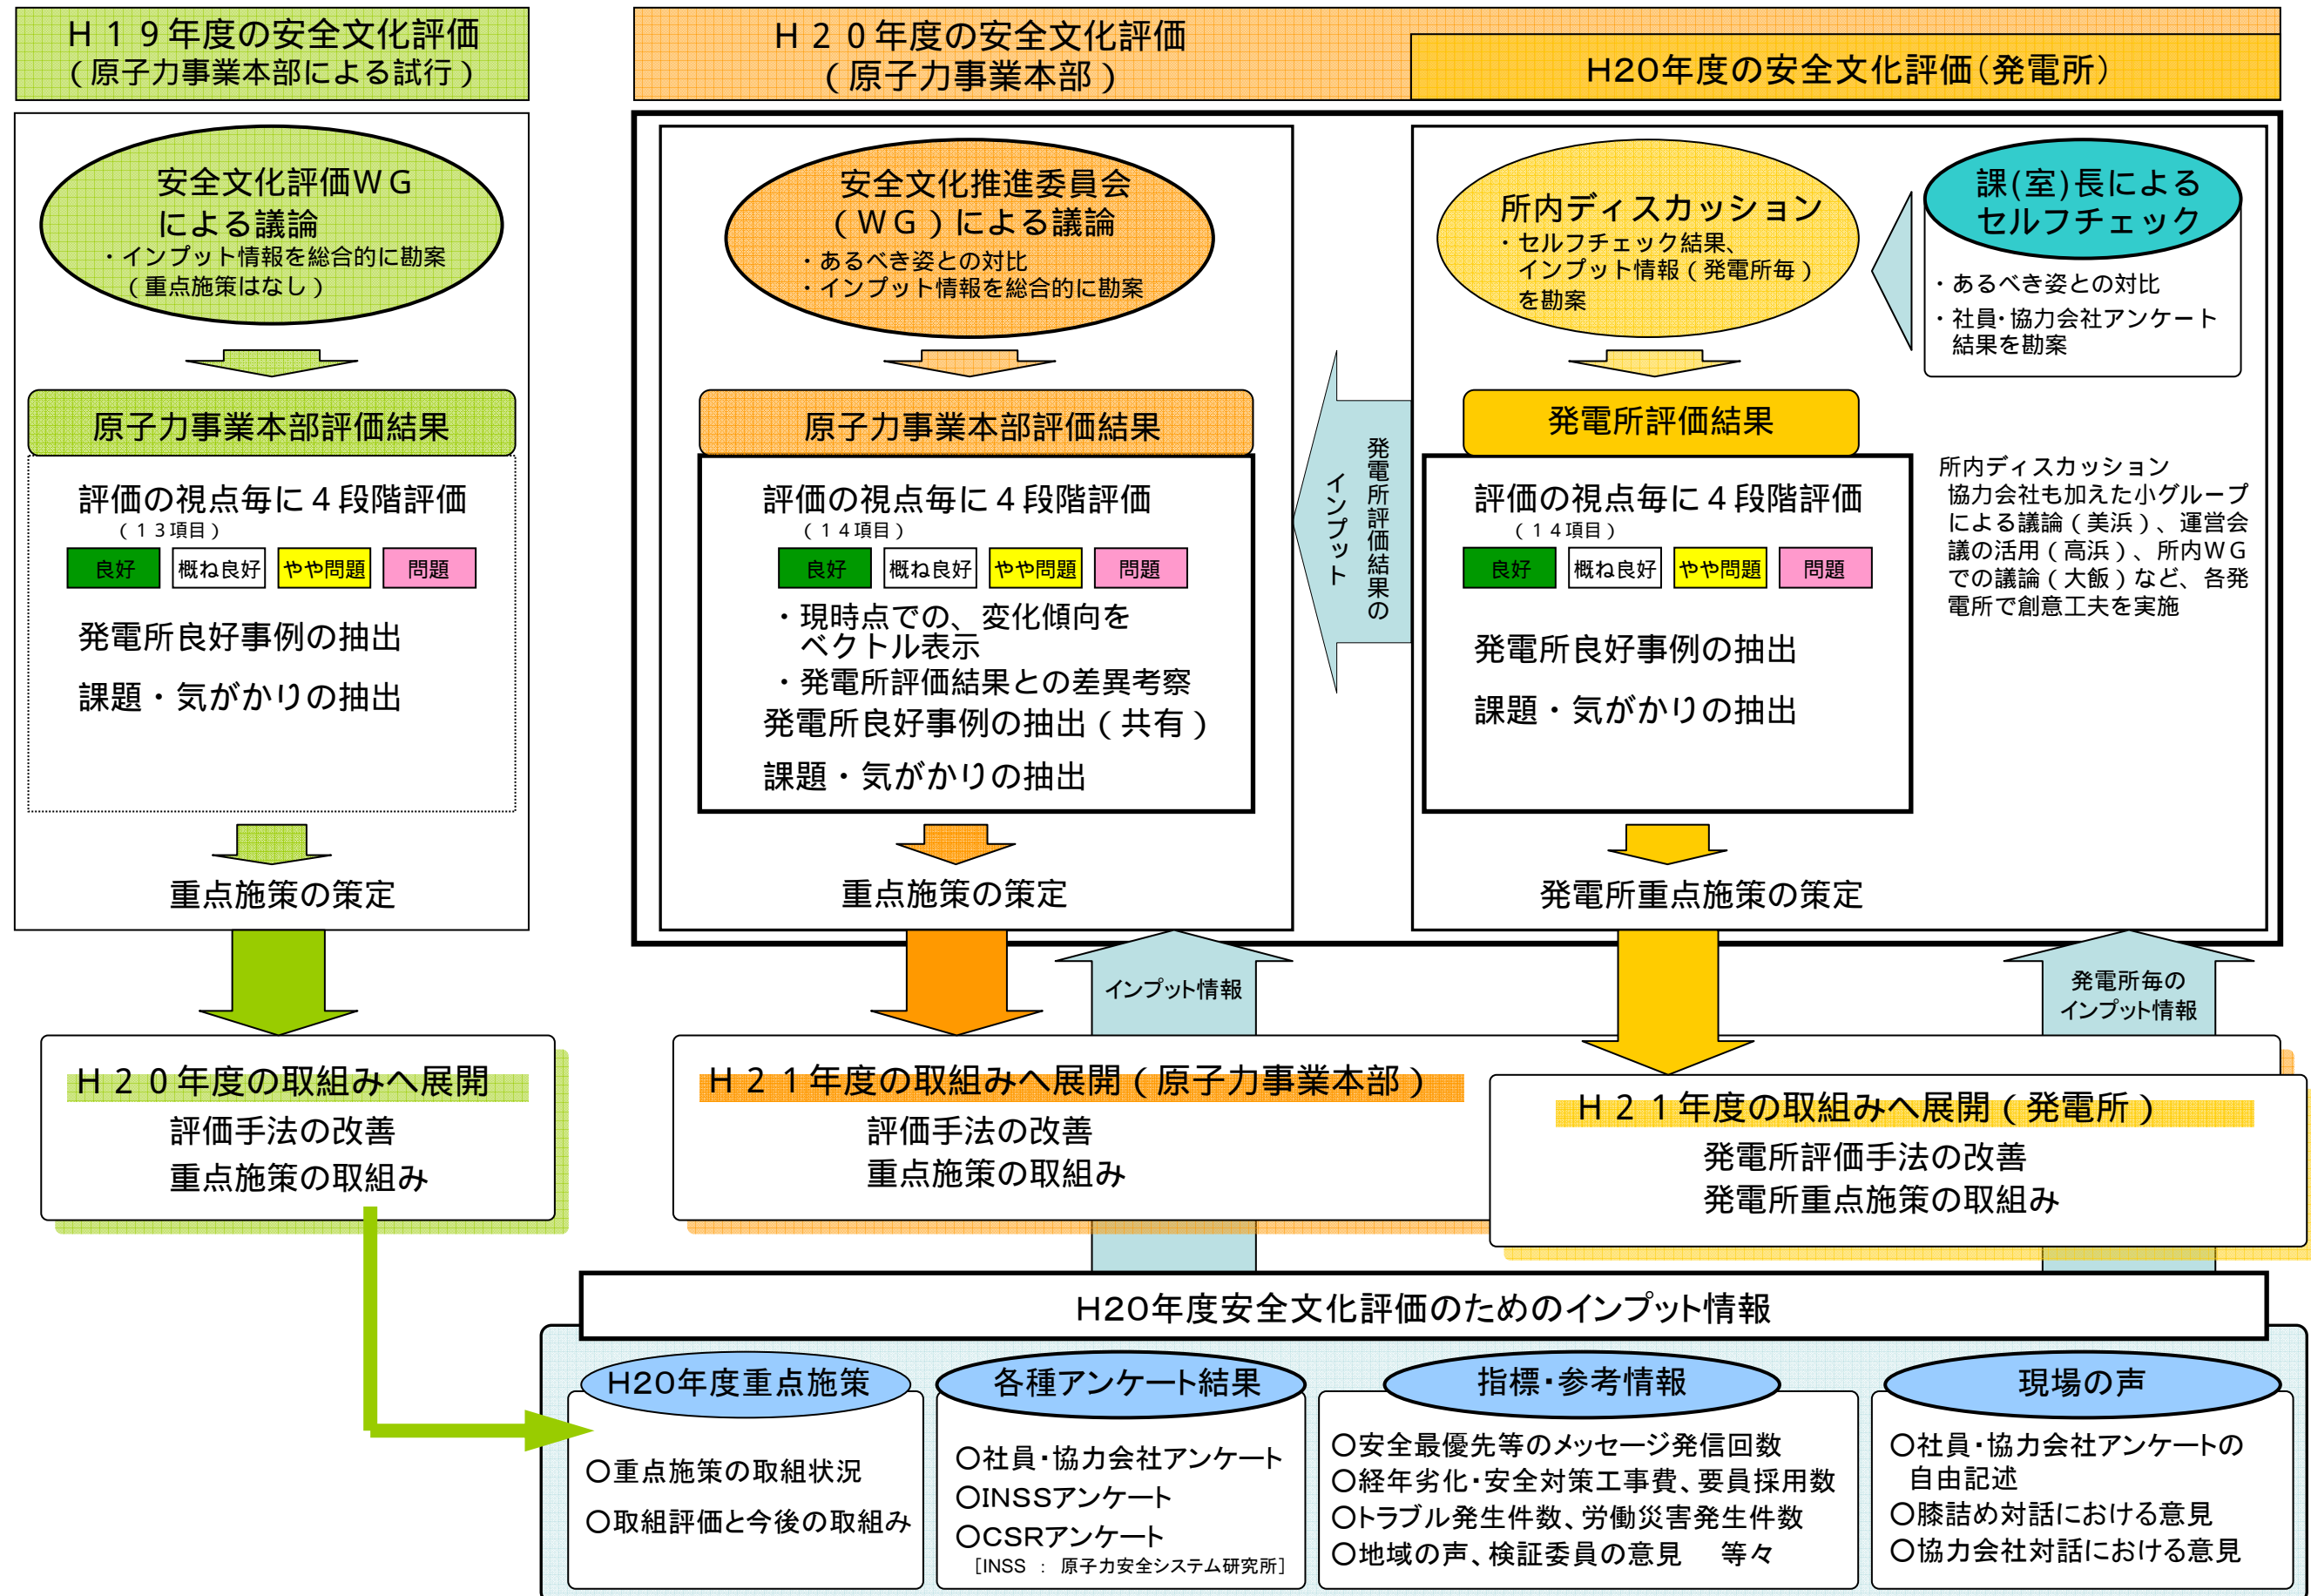 Ｈ１９年度の安全文化評価
（原子力事業本部による試行）
安全文化評価ＷＧ
による議論
・インプット情報を総合的に勘案
（重点施策はなし）
原子力事業本部評価結果
評価の視点毎に４段階評価
（１３項目）
良好 概ね良好 やや問題 問題
発電所良好事例の抽出
課題・気がかりの抽出
重点施策の策定
Ｈ２０年度の取組みへ展開
評価手法の改善
重点施策の取組み
Ｈ２０年度の安全文化評価
（原子力事業本部）
安全文化推進委員会
（ＷＧ）による議論
・あるべき姿との対比
・インプット情報を総合的に勘案
原子力事業本部評価結果
評価の視点毎に４段階評価
（１４項目）
良好 概ね良好 やや問題 問題
・現時点での、変化傾向を
ベクトル表示
・発電所評価結果との差異考察
発電所良好事例の抽出（共有）
課題・気がかりの抽出
重点施策の策定
発電所評価結果の
インプット
H20年度の安全文化評価(発電所)
所内ディスカッション
・セルフチェック結果、
インプット情報（発電所毎）
を勘案
課(室)長による
セルフチェック
・あるべき姿との対比
・社員・協力会社アンケート
結果を勘案
発電所評価結果
評価の視点毎に４段階評価
（１４項目）
良好 概ね良好 やや問題 問題
発電所良好事例の抽出
課題・気がかりの抽出
所内ディスカッション
協力会社も加えた小グループ
による議論（美浜）、運営会
議の活用（高浜）、所内ＷＧ
での議論（大飯）など、各発
電所で創意工夫を実施
発電所重点施策の策定
インプット情報
発電所毎の
インプット情報
Ｈ２１年度の取組みへ展開（原子力事業本部）
評価手法の改善
重点施策の取組み
Ｈ２１年度の取組みへ展開（発電所）
発電所評価手法の改善
発電所重点施策の取組み
H20年度安全文化評価のためのインプット情報
H20年度重点施策
○重点施策の取組状況
○取組評価と今後の取組み
各種アンケート結果
○社員・協力会社アンケート
○INSSアンケート
○CSRアンケート
［INSS ： 原子力安全システム研究所］
指標・参考情報
○安全最優先等のメッセージ発信回数
○経年劣化・安全対策工事費、要員採用数
○トラブル発生件数、労働災害発生件数
○地域の声、検証委員の意見　等々
現場の声
○社員・協力会社アンケートの
自由記述
○膝詰め対話における意見
○協力会社対話における意見